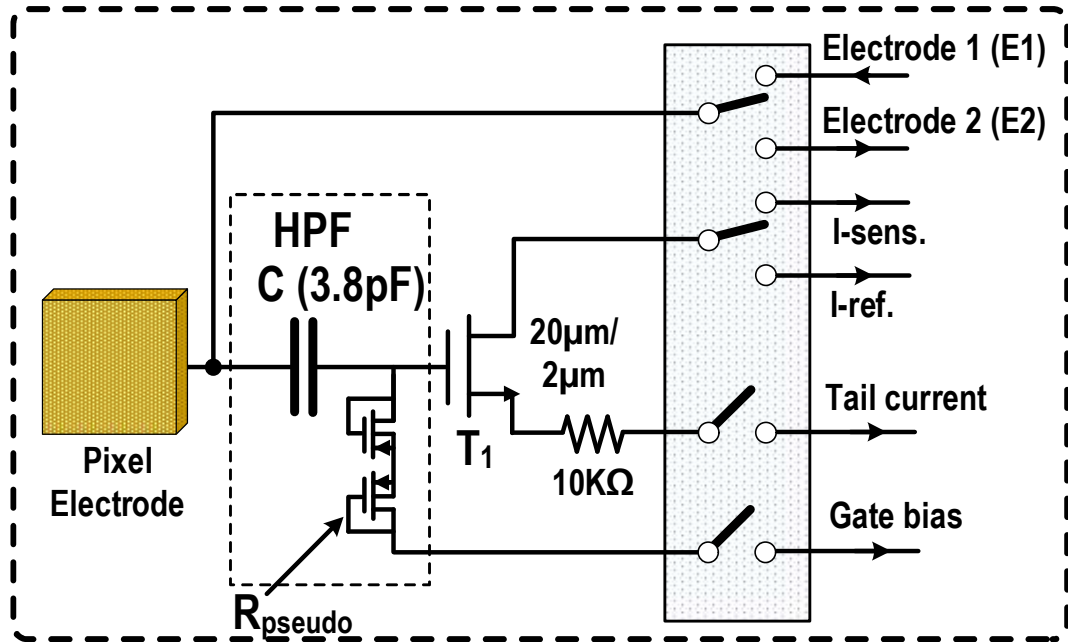 Electrode 1 (E1)
Electrode 2 (E2)
I-sens.
I-ref.
HPF
C (3.8pF)
20µm/
2µm
T1
10KΩ
Tail current
Gate bias
Pixel
Electrode
Rpseudo